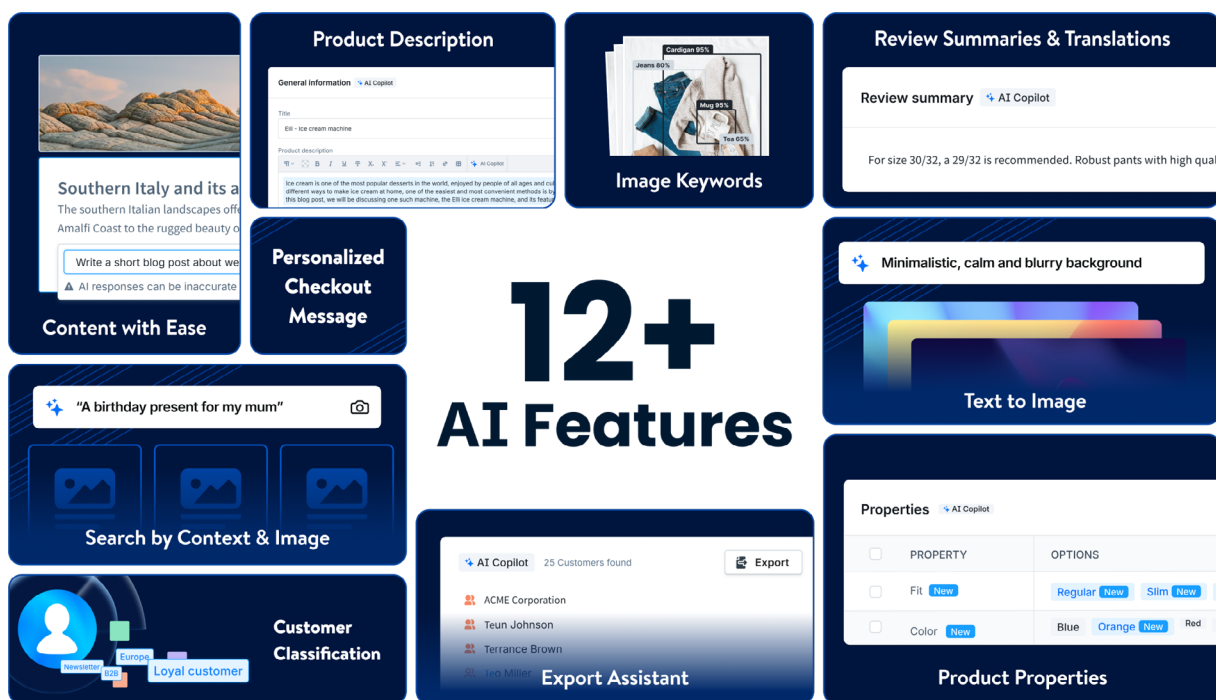 Southern Italy and its a
The southern Italian landscapes offe
Amalfi Coast to the rugged beauty o
Write a short blog post about we
AI responses can be inaccurate
Content with Ease
Product Description
General information AI Copilot
Title
Elli - Ice cream machine
Product description
AI Copilot
Ice cream is one of the most popular desserts in the world, enjoyed by people of all ages and cul
different ways to make ice cream at home, one of the easiest and most convenient methods is by
this blog post, we will be discussing one such machine, the Elli ice cream machine, and its featu
Cardigan 95%
Jeans 80%
Mug 95%
Tea 65%
Image Keywords
Review Summaries & Translations
Review summary AI Copilot
For size 30/32, a 29/32 is recommended. Robust pants with high qual
Personalized
Checkout
Message
12+
AI Features
Minimalistic, calm and blurry background
Text to Image
“A birthday present for my mum”
Search by Context & Image
Newsletter
B2B
Europe
Loyal customer
Customer
Classification
AI Copilot 25 Customers found Export
ACME Corporation
Teun Johnson
Terrance Brown
Ted Miller
Export Assistant
Properties AI Copilot
PROPERTY OPTIONS
Fit New Regular New Slim New
Color New Blue Orange New Red
Product Properties